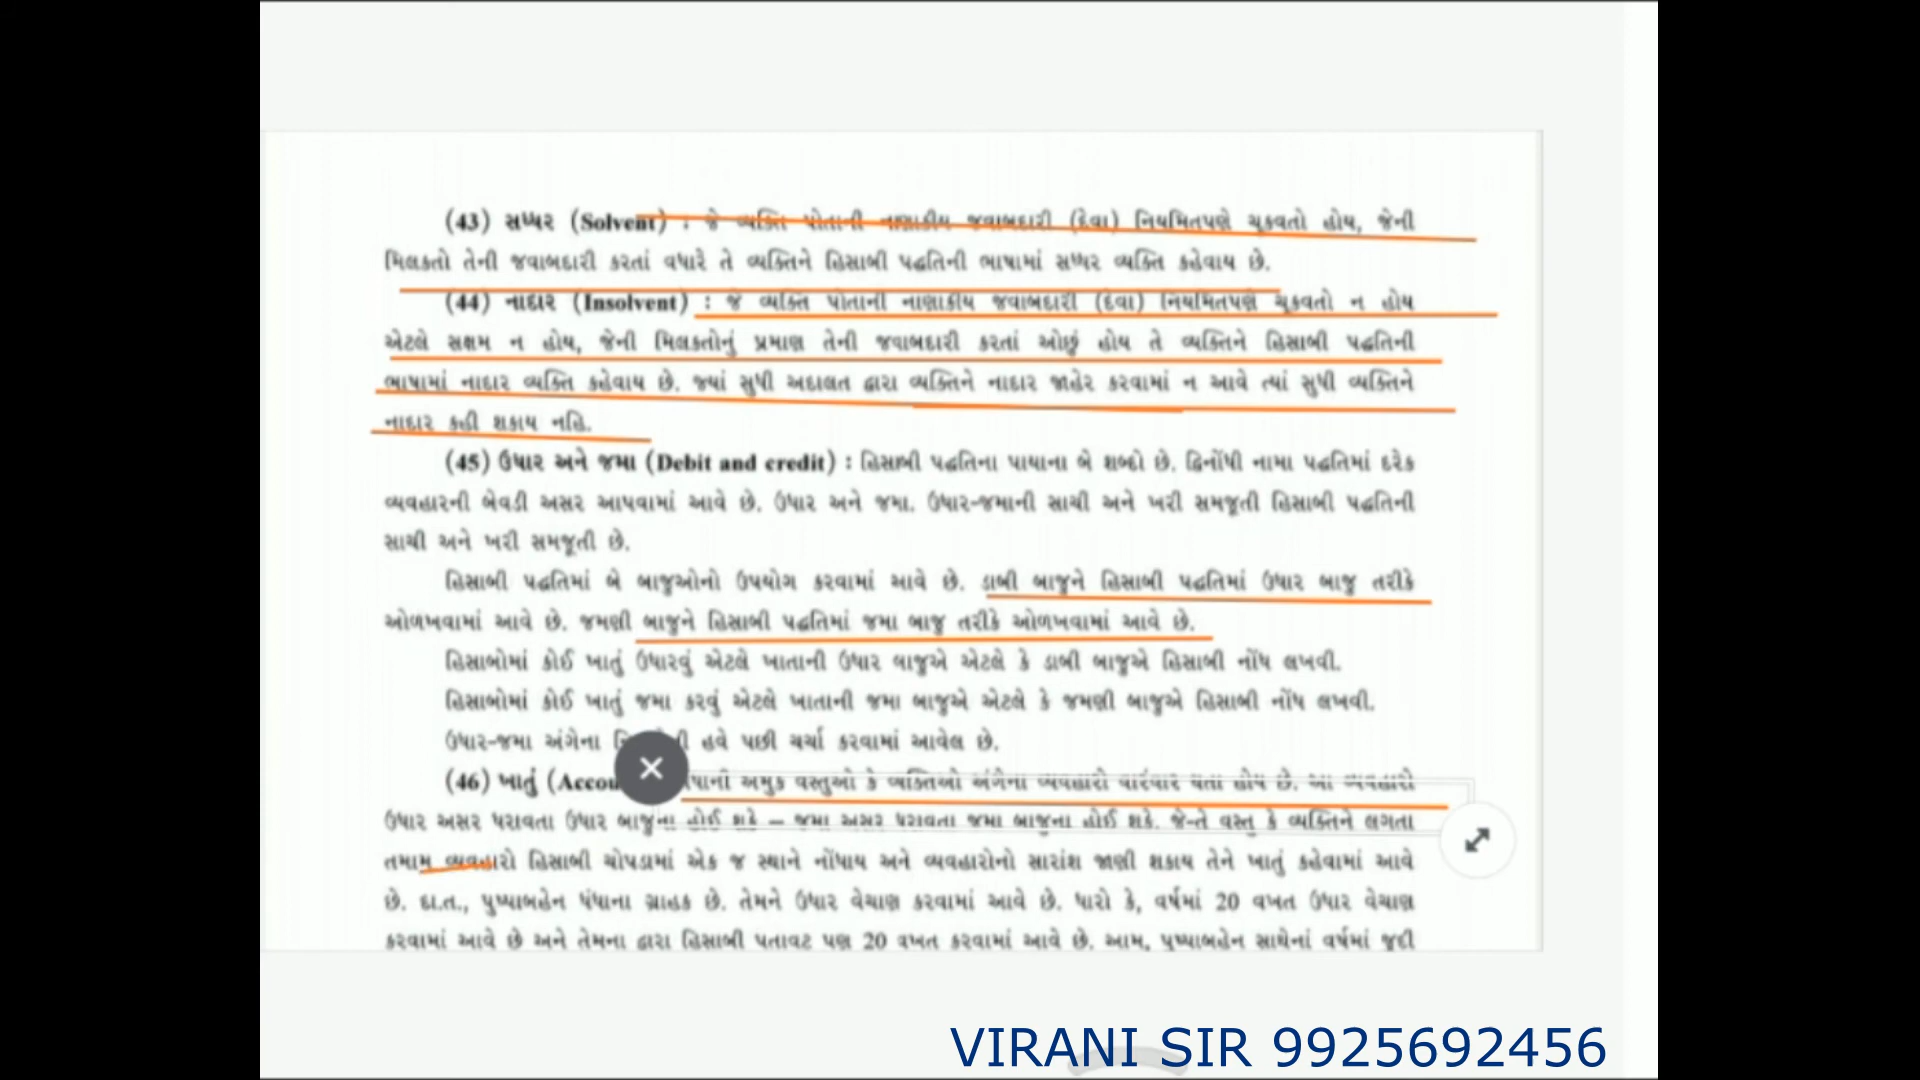 (43) સધ્ધર (Solvent) : જે વ્યક્તિ પોતાની નાણાકીય જવાબદારી (દેવા) નિયમિતપણે ચૂકવતો હોય, જેની
મિલકતો તેની જવાબદારી કરતાં વધારે તે વ્યક્તિને હિસાબી પદ્ધતિની ભાષામાં સધ્ધર વ્યક્તિ કહેવાય છે.
(44) નાદાર (Insolvent) : જે વ્યક્તિ પોતાની નાણાકીય જવાબદારી (દેવા) નિયમિતપણે ચૂકવતો ન હોય
એટલે સક્ષમ ન હોય, જેની મિલકતોનું પ્રમાણ તેની જવાબદારી કરતાં ઓછું હોય તે વ્યક્તિને હિસાબી પદ્ધતિની
ભાષામાં નાદાર વ્યક્તિ કહેવાય છે. જ્યાં સુધી અદાલત દ્વારા વ્યક્તિને નાદાર જાહેર કરવામાં ન આવે ત્યાં સુધી વ્યક્તિને
નાદાર કહી શકાય નહિ.
(45) ઉધાર અને જમા (Debit and credit) : હિસાબી પદ્ધતિના પાયાના બે શબ્દો છે. દ્વિનોંધી નામા પદ્ધતિમાં દરેક
વ્યવહારની બેવડી અસર આપવામાં આવે છે. ઉધાર અને જમા. ઉધાર-જમાની સાચી અને ખરી સમજૂતી હિસાબી પદ્ધતિની
સાચી અને ખરી સમજૂતી છે.
હિસાબી પદ્ધતિમાં બે બાજુઓનો ઉપયોગ કરવામાં આવે છે. ડાબી બાજુને હિસાબી પદ્ધતિમાં ઉધાર બાજુ તરીકે
ઓળખવામાં આવે છે. જમણી બાજુને હિસાબી પદ્ધતિમાં જમા બાજુ તરીકે ઓળખવામાં આવે છે.
હિસાબોમાં કોઈ ખાતું ઉધારવું એટલે ખાતાની ઉધાર બાજુએ એટલે કે ડાબી બાજુએ હિસાબી નોંધ લખવી.
હિસાબોમાં કોઈ ખાતું જમા કરવું એટલે ખાતાની જમા બાજુએ એટલે કે જમણી બાજુએ હિસાબી નોંધ લખવી.
ઉધાર-જમા અંગેના હવે પછી ચર્ચા કરવામાં આવેલ છે.
(46) ખાતું અમુક વસ્તુઓ કે વ્યક્તિઓ અંગેના વ્યવહારો વારંવાર થતા હોય છે. આ વ્યવહારો
ઉધાર અસર ધરાવતા ઉધાર બાજુના હોઈ શકે – જમા અસર ધરાવતા જમા બાજુના હોઈ શકે. જે-તે વસ્તુ કે વ્યક્તિને લગતા
તમામ વ્યવહારો હિસાબી ચોપડામાં એક જ સ્થાને નોંધાય અને વ્યવહારોનો સારાંશ જાણી શકાય તેને ખાતું કહેવામાં આવે
છે. દા.ત., પુષ્પાબહેન ધંધાના ગ્રાહક છે. તેમને ઉધાર વેચાણ કરવામાં આવે છે. ધારો કે, વર્ષમાં 20 વખત ઉધાર વેચાણ
કરવામાં આવે છે અને તેમના દ્વારા હિસાબી પતાવટ પણ 20 વખત કરવામાં આવે છે. આમ, પુષ્પાબહેન સાથેનાં વર્ષમાં જુદી
VIRANI SIR 9925692456